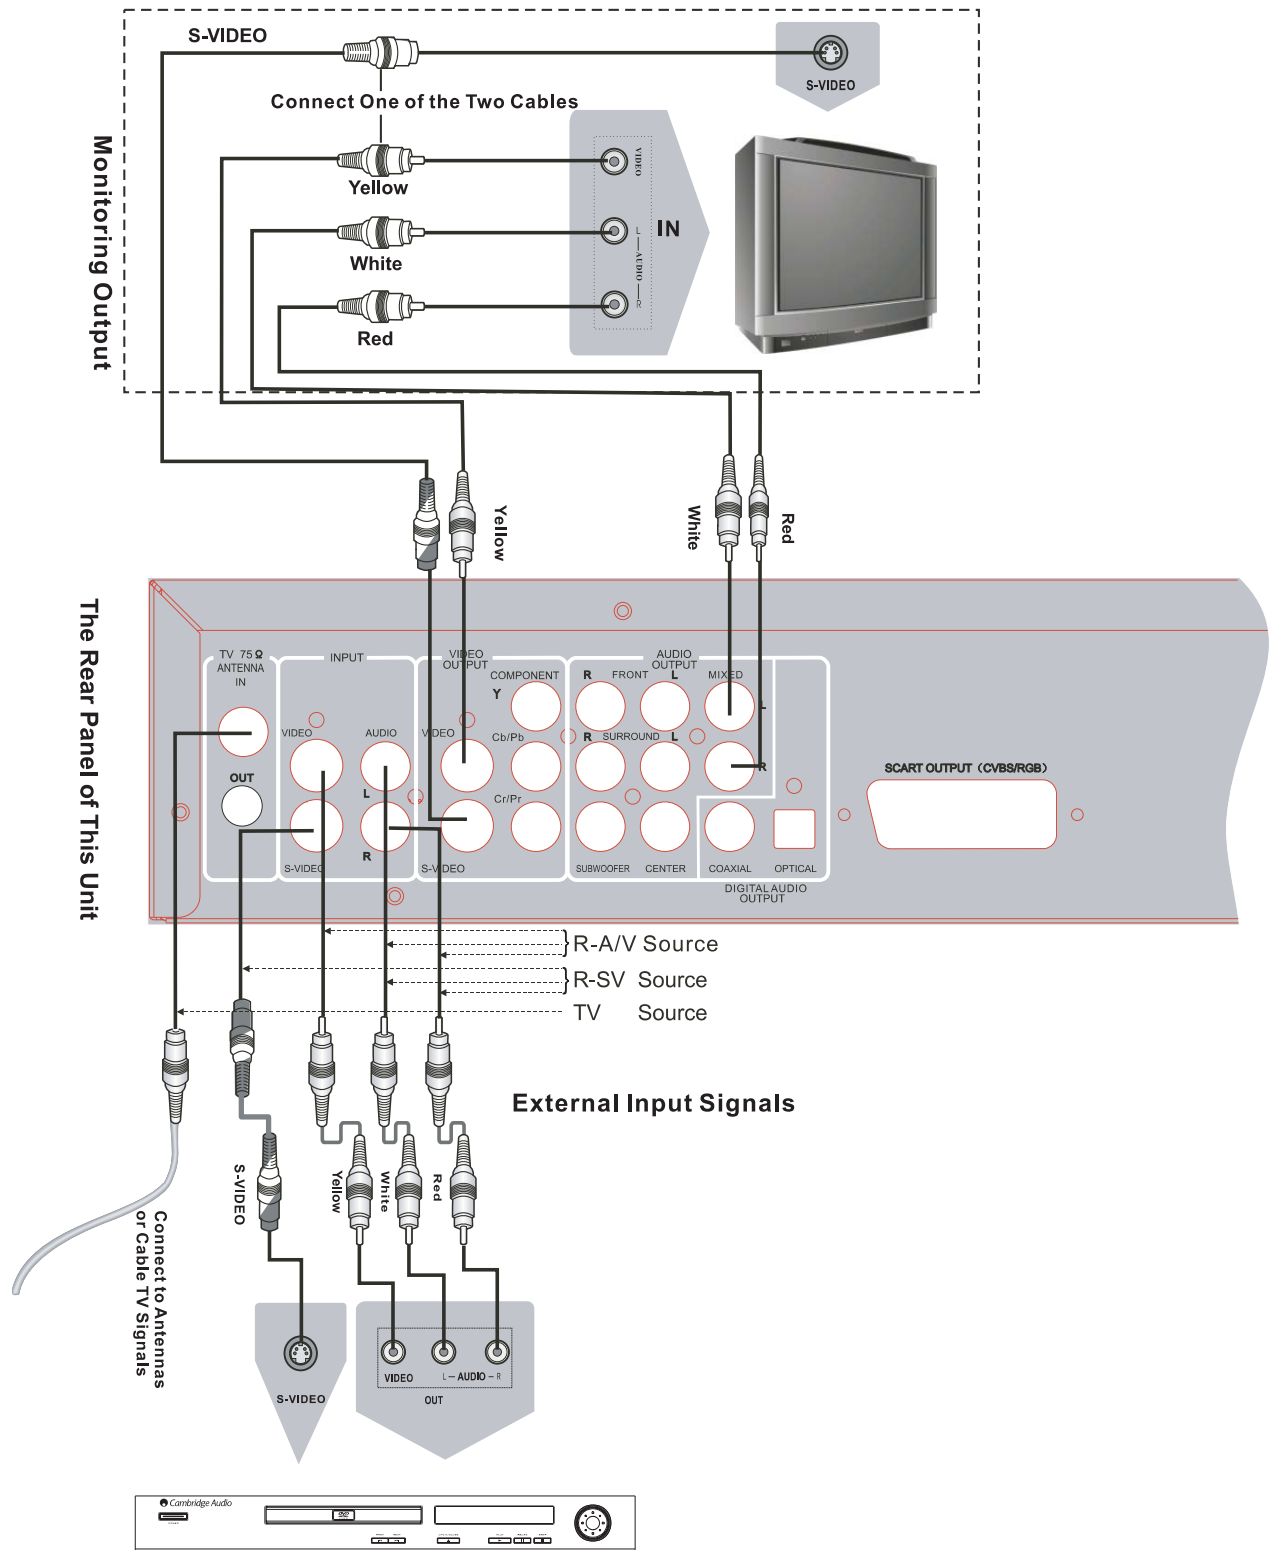 S-VIDEO
S-VIDEO
Connect One of the Two Cables
VIDEO
Yellow
IN
L — AUDIO — R
White
Red
Monitoring Output
Yellow
White
Red
The Rear Panel of This Unit
TV 75Ω
ANTENNA
IN
OUT
INPUT
VIDEO
AUDIO
L
R
S-VIDEO
VIDEO
OUTPUT
COMPONENT
Y
VIDEO
Cb/Pb
Cr/Pr
S-VIDEO
AUDIO
OUTPUT
R FRONT L
MIXED
L
R SURROUND L
R
SUBWOOFER
CENTER
COAXIAL
OPTICAL
DIGITAL AUDIO
OUTPUT
SCART OUTPUT (CVBS/RGB)
R-A/V Source
R-SV Source
TV Source
External Input Signals
S-VIDEO
Yellow
White
Red
Connect to Antennas
or Cable TV Signals
S-VIDEO
VIDEO
L — AUDIO — R
OUT
Cambridge Audio
DVD